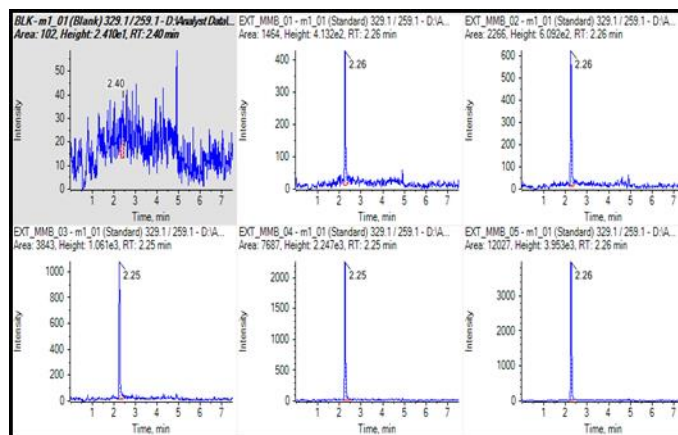 BLK - m1_01 (Blank) 329.1 / 259.1 - D:\Analyst Data\...
Area: 102, Height: 2.410e1, RT: 2.40 min
50
40
30
20
10
0
Intensity
2.40
1 2 3 4 5 6 7
Time, min
EXT_MMB_01 - m1_01 (Standard) 329.1 / 259.1 - D:\A...
Area: 1464, Height: 4.132e2, RT: 2.26 min
400
300
200
100
0
Intensity
2.26
1 2 3 4 5 6 7
Time, min
EXT_MMB_02 - m1_01 (Standard) 329.1 / 259.1 - D:\A...
Area: 2266, Height: 6.092e2, RT: 2.26 min
600
500
400
300
200
100
0
Intensity
2.26
1 2 3 4 5 6 7
Time, min
EXT_MMB_03 - m1_01 (Standard) 329.1 / 259.1 - D:\A...
Area: 3843, Height: 1.061e3, RT: 2.25 min
1000
800
600
400
200
0
Intensity
2.25
1 2 3 4 5 6 7
Time, min
EXT_MMB_04 - m1_01 (Standard) 329.1 / 259.1 - D:\A...
Area: 7687, Height: 2.247e3, RT: 2.25 min
2000
1500
1000
500
0
Intensity
2.25
1 2 3 4 5 6 7
Time, min
EXT_MMB_05 - m1_01 (Standard) 329.1 / 259.1 - D:\A...
Area: 12027, Height: 3.953e3, RT: 2.26 min
3000
2000
1000
0
Intensity
2.26
1 2 3 4 5 6 7
Time, min